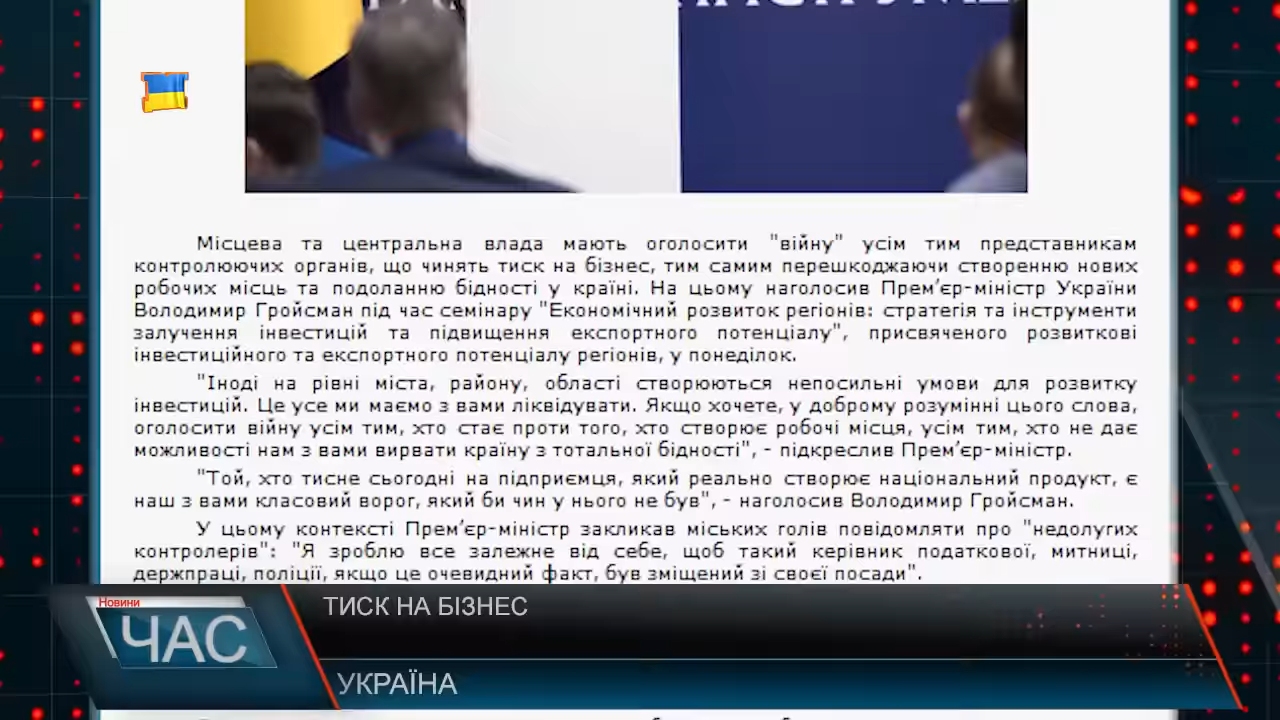 Місцева та центральна влада мають оголосити "війну" усім тим представникам
контролюючих органів, що чинять тиск на бізнес, тим самим перешкоджаючи створенню нових
робочих місць та подоланню бідності у країні. На цьому наголосив Прем’єр-міністр України
Володимир Гройсман під час семінару "Економічний розвиток регіонів: стратегія та інструменти
залучення інвестицій та підвищення експортного потенціалу", присвяченого розвиткові
інвестиційного та експортного потенціалу регіонів, у понеділок.
"Іноді на рівні міста, району, області створюються непосильні умови для розвитку
інвестицій. Це усе ми маємо з вами ліквідувати. Якщо хочете, у доброму розумінні цього слова,
оголосити війну усім тим, хто стає проти того, хто створює робочі місця, усім тим, хто не дає
можливості нам з вами вирвати країну з тотальної бідності", - підкреслив Прем’єр-міністр.
"Той, хто тисне сьогодні на підприємця, який реально створює національний продукт, є
наш з вами класовий ворог, який би чин у нього не був", - наголосив Володимир Гройсман.
У цьому контексті Прем’єр-міністр закликав міських голів повідомляти про "недолугих
контролерів": "Я зроблю все залежне від себе, щоб такий керівник податкової, митниці,
держпраці, поліції, якщо це очевидний факт, був зміщений зі своєї посади".
Новини
ЧАС
ТИСК НА БІЗНЕС
УКРАЇНА